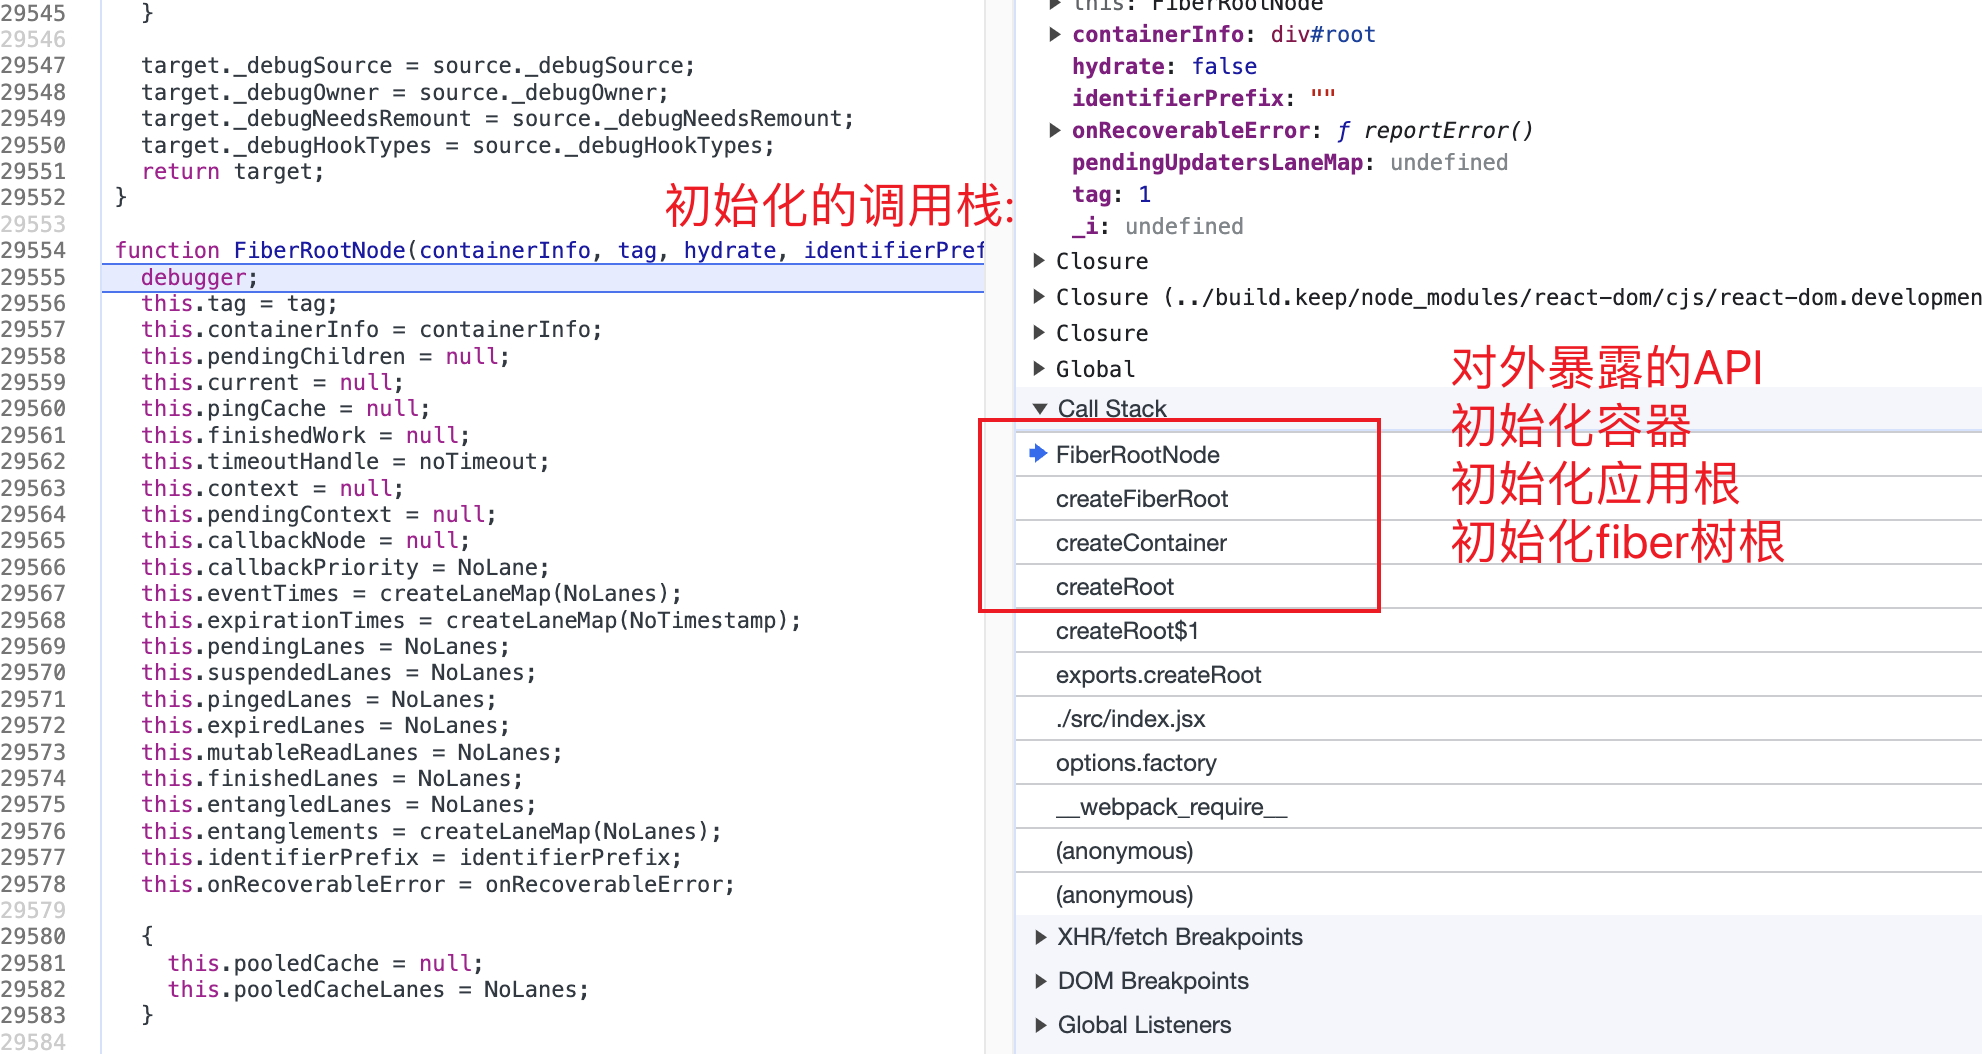 29545 }
29546
29547 target._debugSource = source._debugSource;
29548 target._debugOwner = source._debugOwner;
29549 target._debugNeedsRemount = source._debugNeedsRemount;
29550 target._debugHookTypes = source._debugHookTypes;
29551 return target;
29552 }
29553
初始化的调用栈:
29554 function FiberRootNode(containerInfo, tag, hydrate, identifierPref
29555 debugger;
29556 this.tag = tag;
29557 this.containerInfo = containerInfo;
29558 this.pendingChildren = null;
29559 this.current = null;
29560 this.pingCache = null;
29561 this.finishedWork = null;
29562 this.timeoutHandle = noTimeout;
29563 this.context = null;
29564 this.pendingContext = null;
29565 this.callbackNode = null;
29566 this.callbackPriority = NoLane;
29567 this.eventTimes = createLaneMap(NoLanes);
29568 this.expirationTimes = createLaneMap(NoTimestamp);
29569 this.pendingLanes = NoLanes;
29570 this.suspendedLanes = NoLanes;
29571 this.pingedLanes = NoLanes;
29572 this.expiredLanes = NoLanes;
29573 this.mutableReadLanes = NoLanes;
29574 this.finishedLanes = NoLanes;
29575 this.entangledLanes = NoLanes;
29576 this.entanglements = createLaneMap(NoLanes);
29577 this.identifierPrefix = identifierPrefix;
29578 this.onRecoverableError = onRecoverableError;
29579
29580 {
29581 this.pooledCache = null;
29582 this.pooledCacheLanes = NoLanes;
29583 }
29584
this: FiberRootNode
containerInfo: div#root
hydrate: false
identifierPrefix: ""
onRecoverableError: ƒ reportError()
pendingUpdatersLaneMap: undefined
tag: 1
_i: undefined
Closure
Closure (../build.keep/node_modules/react-dom/cjs/react-dom.developmen
Closure
Global
Call Stack
FiberRootNode
createFiberRoot
createContainer
createRoot
createRoot$1
exports.createRoot
./src/index.jsx
options.factory
__webpack_require__
(anonymous)
(anonymous)
XHR/fetch Breakpoints
DOM Breakpoints
Global Listeners
对外暴露的API
初始化容器
初始化应用根
初始化fiber树根